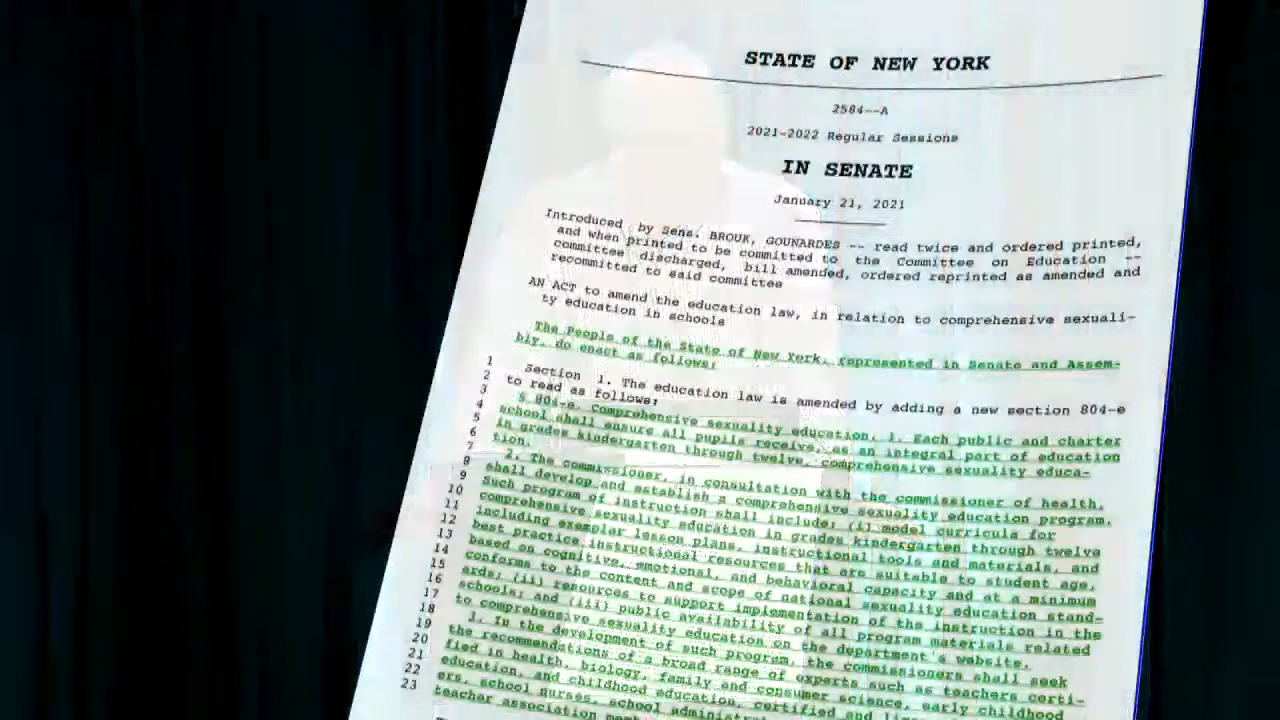 STATE OF NEW YORK
2584--A
2021-2022 Regular Sessions
IN SENATE
January 21, 2021
Introduced by Sens. BROUK, GOUNARDES -- read twice and ordered printed,
and when printed to be committed to the Committee on Education --
committee discharged, bill amended, ordered reprinted as amended and
recommitted to said committee
AN ACT to amend the education law, in relation to comprehensive sexuali-
ty education in schools
The People of the State of New York, represented in Senate and Assem-
bly, do enact as follows:
1 Section 1. The education law is amended by adding a new section 804-e
2 to read as follows:
3 § 804-e. Comprehensive sexuality education. 1. Each public and charter
4 school shall ensure all pupils receive, as an integral part of education
5 in grades kindergarten through twelve, comprehensive sexuality educa-
6 tion.
7 2. The commissioner, in consultation with the commissioner of health,
8 shall develop and establish a comprehensive sexuality education program.
9 Such program of instruction shall include: (i) model curricula for
10 comprehensive sexuality education in grades kindergarten through twelve
11 including exemplar lesson plans, instructional tools and materials, and
12 best practice instructional resources that are suitable to student age,
13 based on cognitive, emotional, and behavioral capacity and at a minimum
14 conforms to the content and scope of national sexuality education stand-
15 ards; (ii) resources to support implementation of the instruction in the
16 schools; and (iii) public availability of all program materials related
17 to comprehensive sexuality education on the department's website.
18 3. In the development of such program, the commissioners shall seek
19 the recommendations of a broad range of experts such as teachers certi-
20 fied in health, biology, family and consumer science, early childhood
21 education, and childhood education, certified and
22 ers, school nurses, school
23 teacher association